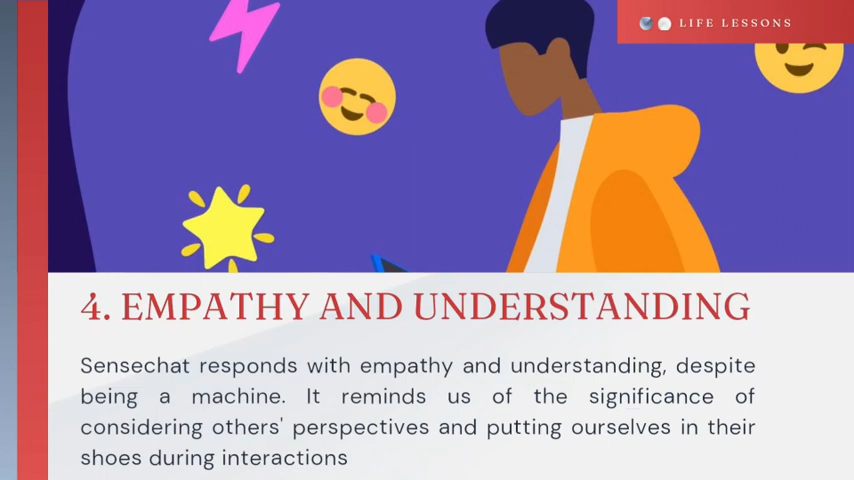 LIFE LESSONS
4. EMPATHY AND UNDERSTANDING
Sensechat responds with empathy and understanding, despite
being a machine. It reminds us of the significance of
considering others' perspectives and putting ourselves in their
shoes during interactions